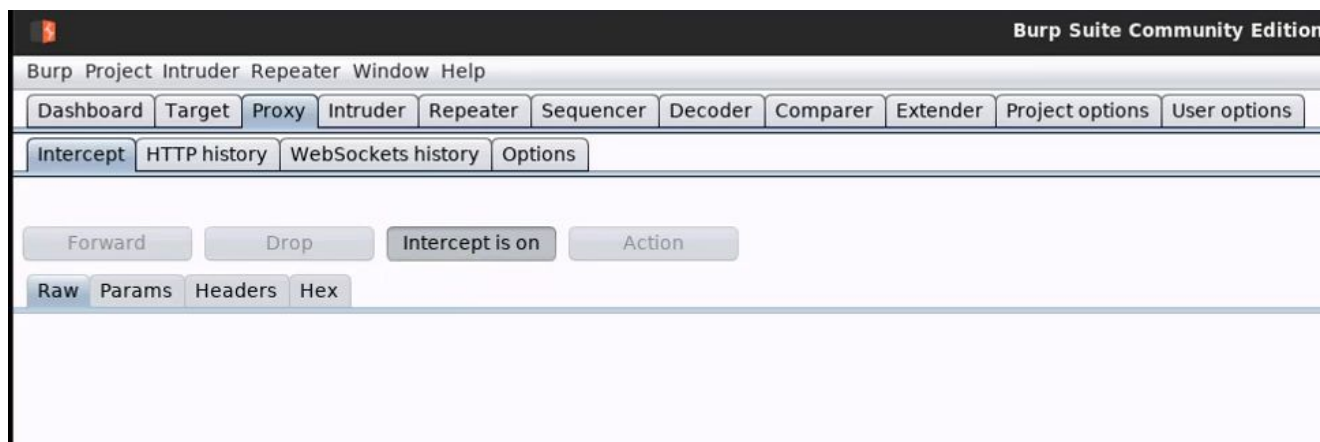 Burp Suite Community Edition
Burp Project Intruder Repeater Window Help
Dashboard Target Proxy Intruder Repeater Sequencer Decoder Comparer Extender Project options User options
Intercept HTTP history WebSockets history Options
Forward Drop Intercept is on Action
Raw Params Headers Hex